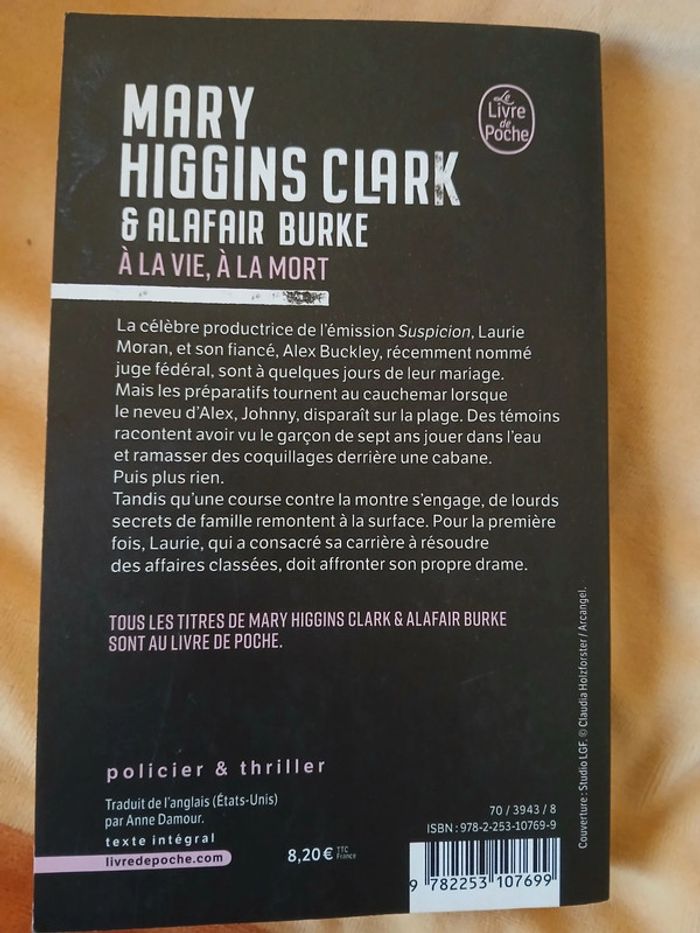 MARY
HIGGINS CLARK
& ALAFAIR BURKE
À LA VIE, À LA MORT
Le
Livre
de
Poche
La célèbre productrice de l'émission Suspicion, Laurie
Moran, et son fiancé, Alex Buckley, récemment nommé
juge fédéral, sont à quelques jours de leur mariage.
Mais les préparatifs tournent au cauchemar lorsque
le neveu d'Alex, Johnny, disparaît sur la plage. Des témoins
racontent avoir vu le garçon de sept ans jouer dans l'eau
et ramasser des coquillages derrière une cabane.
Puis plus rien.
Tandis qu'une course contre la montre s'engage, de lourds
secrets de famille remontent à la surface. Pour la première
fois, Laurie, qui a consacré sa carrière à résoudre
des affaires classées, doit affronter son propre drame.
TOUS LES TITRES DE MARY HIGGINS CLARK & ALAFAIR BURKE
SONT AU LIVRE DE POCHE.
policier & thriller
Traduit de l'anglais (États-Unis)
par Anne Damour.
texte intégral
livredepoche.com
8,20 € TTC
France
70 / 3943 / 8
ISBN : 978-2-253-10769-9
9 782253 107699
Couverture : Studio LGF. © Claudia Holzforster / Arcangel.